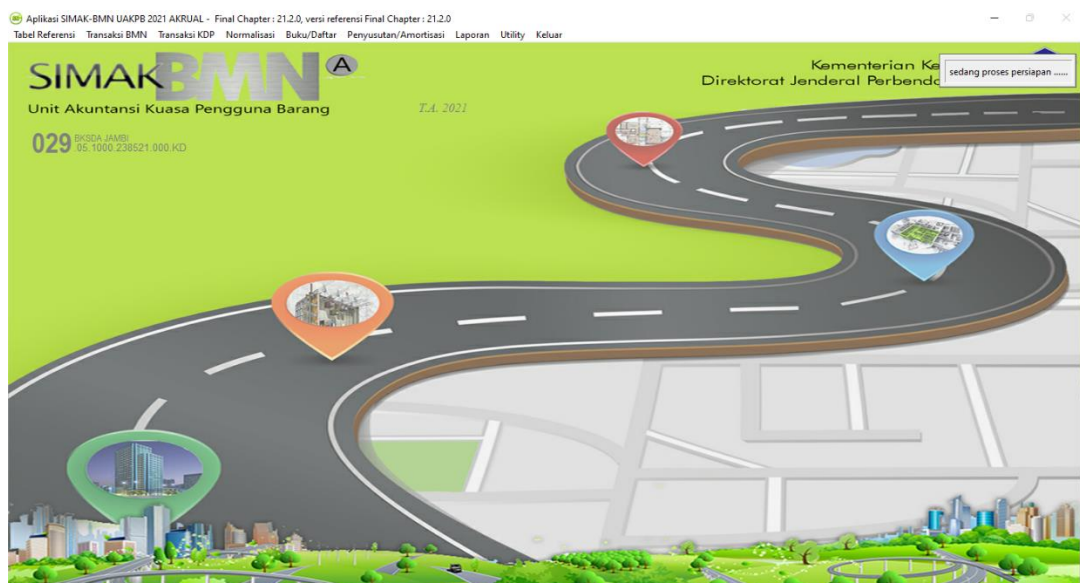 Aplikasi SIMAK-BMN UAKPB 2021 AKRUAL - Final Chapter : 21.2.0, versi referensi Final Chapter : 21.2.0
Tabel Referensi Transaksi BMN Transaksi KDP Normalisasi Buku/Daftar Penyusutan/Amortisasi Laporan Utility Keluar
SIMAK BMN A
Unit Akuntansi Kuasa Pengguna Barang
T.A. 2021
029 BKSDA JAMBI
05.1000.238521.000.KD
Kementerian Ke
Direktorat Jenderal Perbenda
sedang proses persiapan ......